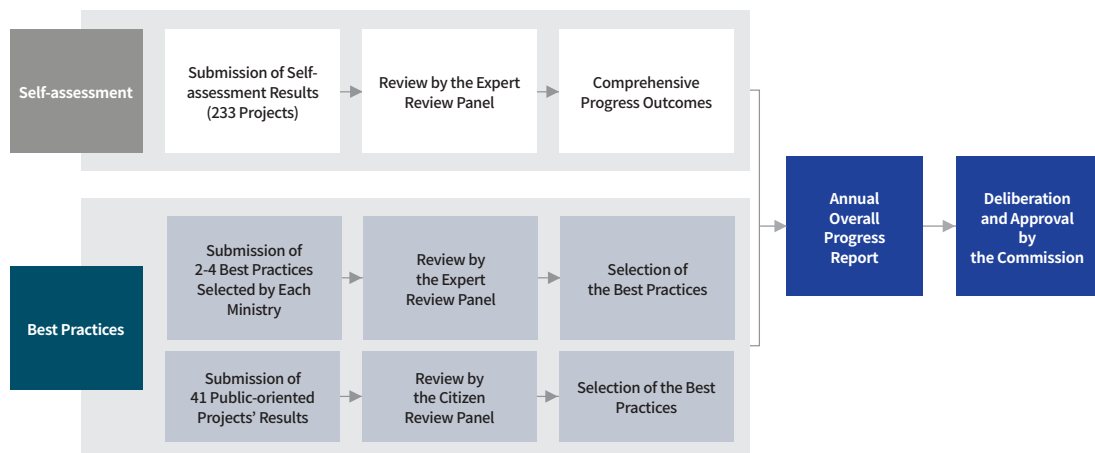 Self-assessment
Submission of Self-
assessment Results
(233 Projects)
Review by the Expert
Review Panel
Comprehensive
Progress Outcomes
Best Practices
Submission of
2-4 Best Practices
Selected by Each
Ministry
Review by
the Expert
Review Panel
Selection of
the Best Practices
Submission of
41 Public-oriented
Projects’ Results
Review by
the Citizen
Review Panel
Selection of the Best
Practices
Annual
Overall
Progress
Report
Deliberation
and Approval
by
the Commission